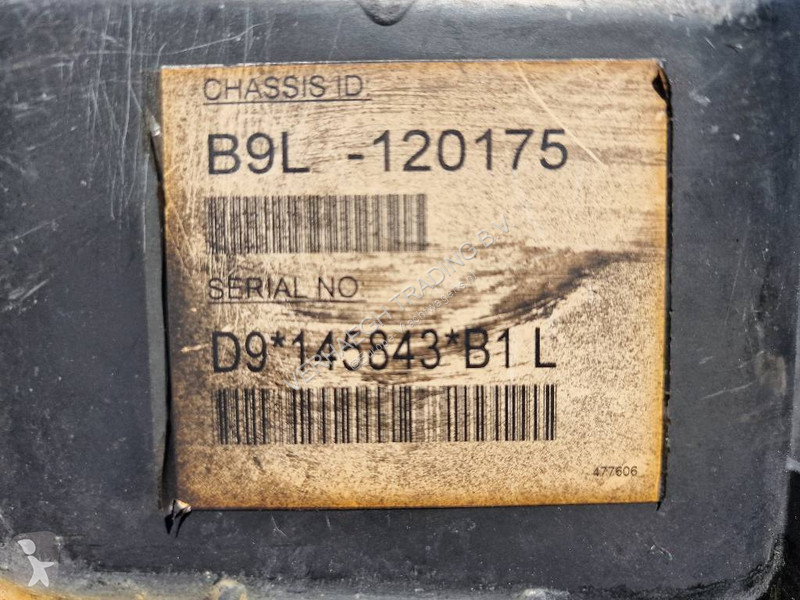 CHASSIS ID:
B9L -120175
SERIAL NO
D9*145843*B1 L
477606